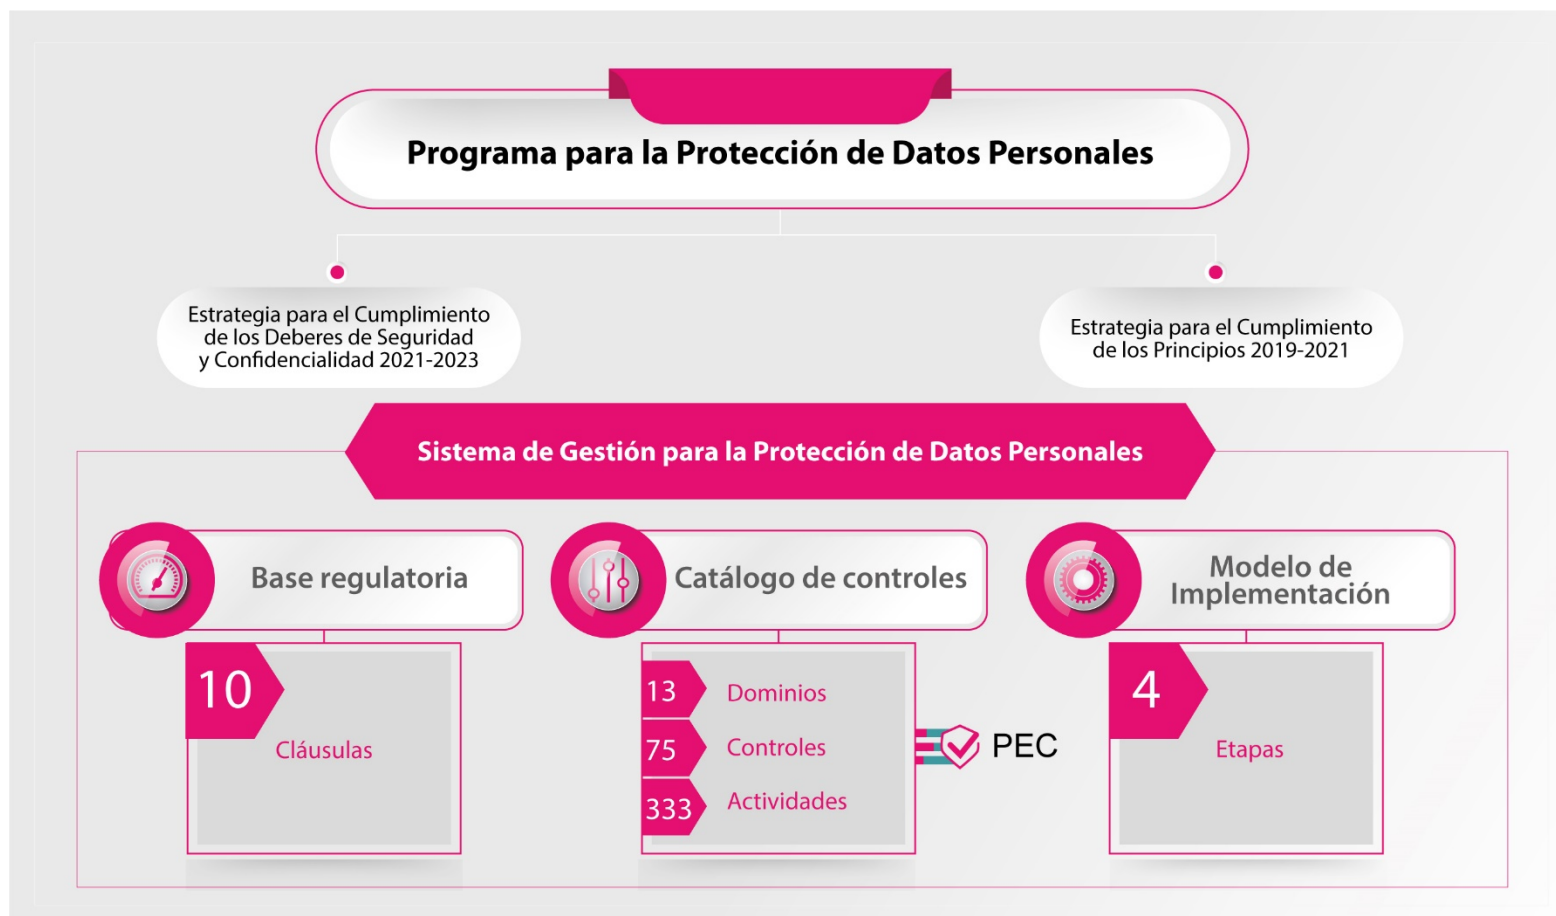 Programa para la Protección de Datos Personales
Estrategia para el Cumplimiento
de los Deberes de Seguridad
y Confidencialidad 2021-2023
Estrategia para el Cumplimiento
de los Principios 2019-2021
Sistema de Gestión para la Protección de Datos Personales
Base regulatoria
10
Cláusulas
Catálogo de controles
13 Dominios
75 Controles
333 Actividades
PEC
Modelo de
Implementación
4
Etapas